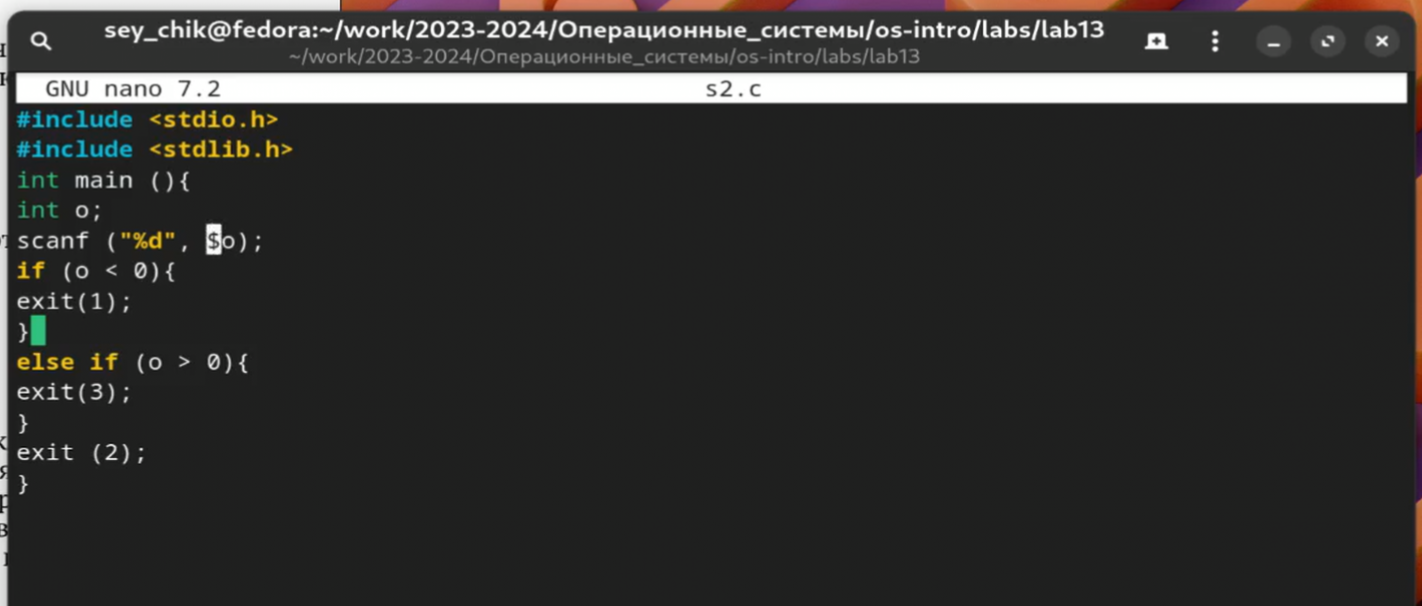 sey_chik@fedora:~/work/2023-2024/Операционные_системы/os-intro/labs/lab13
~/work/2023-2024/Операционные_системы/os-intro/labs/lab13
GNU nano 7.2 s2.c
#include <stdio.h>
#include <stdlib.h>
int main (){
int o;
scanf ("%d", $o);
if (o < 0){
exit(1);
}
else if (o > 0){
exit(3);
}
exit (2);
}